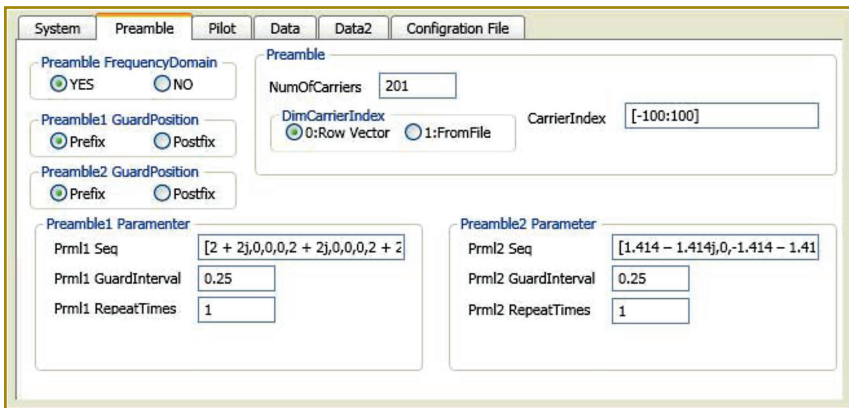 System Preamble Pilot Data Data2 Configration File
Preamble FrequencyDomain
YES NO
Preamble1 GuardPosition
Prefix Postfix
Preamble2 GuardPosition
Prefix Postfix
Preamble
NumOfCarriers 201
DimCarrierIndex
0:Row Vector 1:FromFile
CarrierIndex [-100:100]
Preamble1 Paramenter
Prml1 Seq [2 + 2j,0,0,0,2 + 2j,0,0,0,2 + 2
Prml1 GuardInterval 0.25
Prml1 RepeatTimes 1
Preamble2 Parameter
Prml2 Seq [1.414 – 1.414j,0,-1.414 – 1.41
Prml2 GuardInterval 0.25
Prml2 RepeatTimes 1